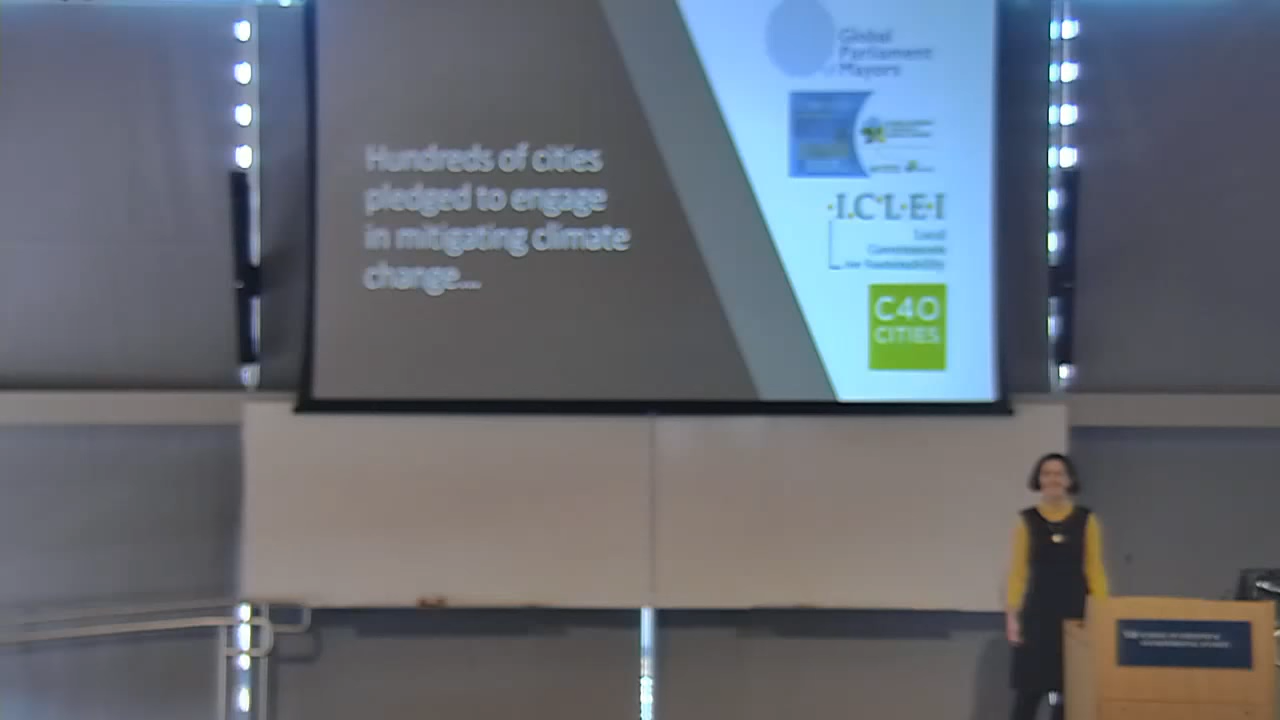 Hundreds of cities
pledged to engage
in mitigating climate
change...
Global
Parliament
of Mayors
·I.C·L·E·I
Local
Governments
for Sustainability
C40
CITIES